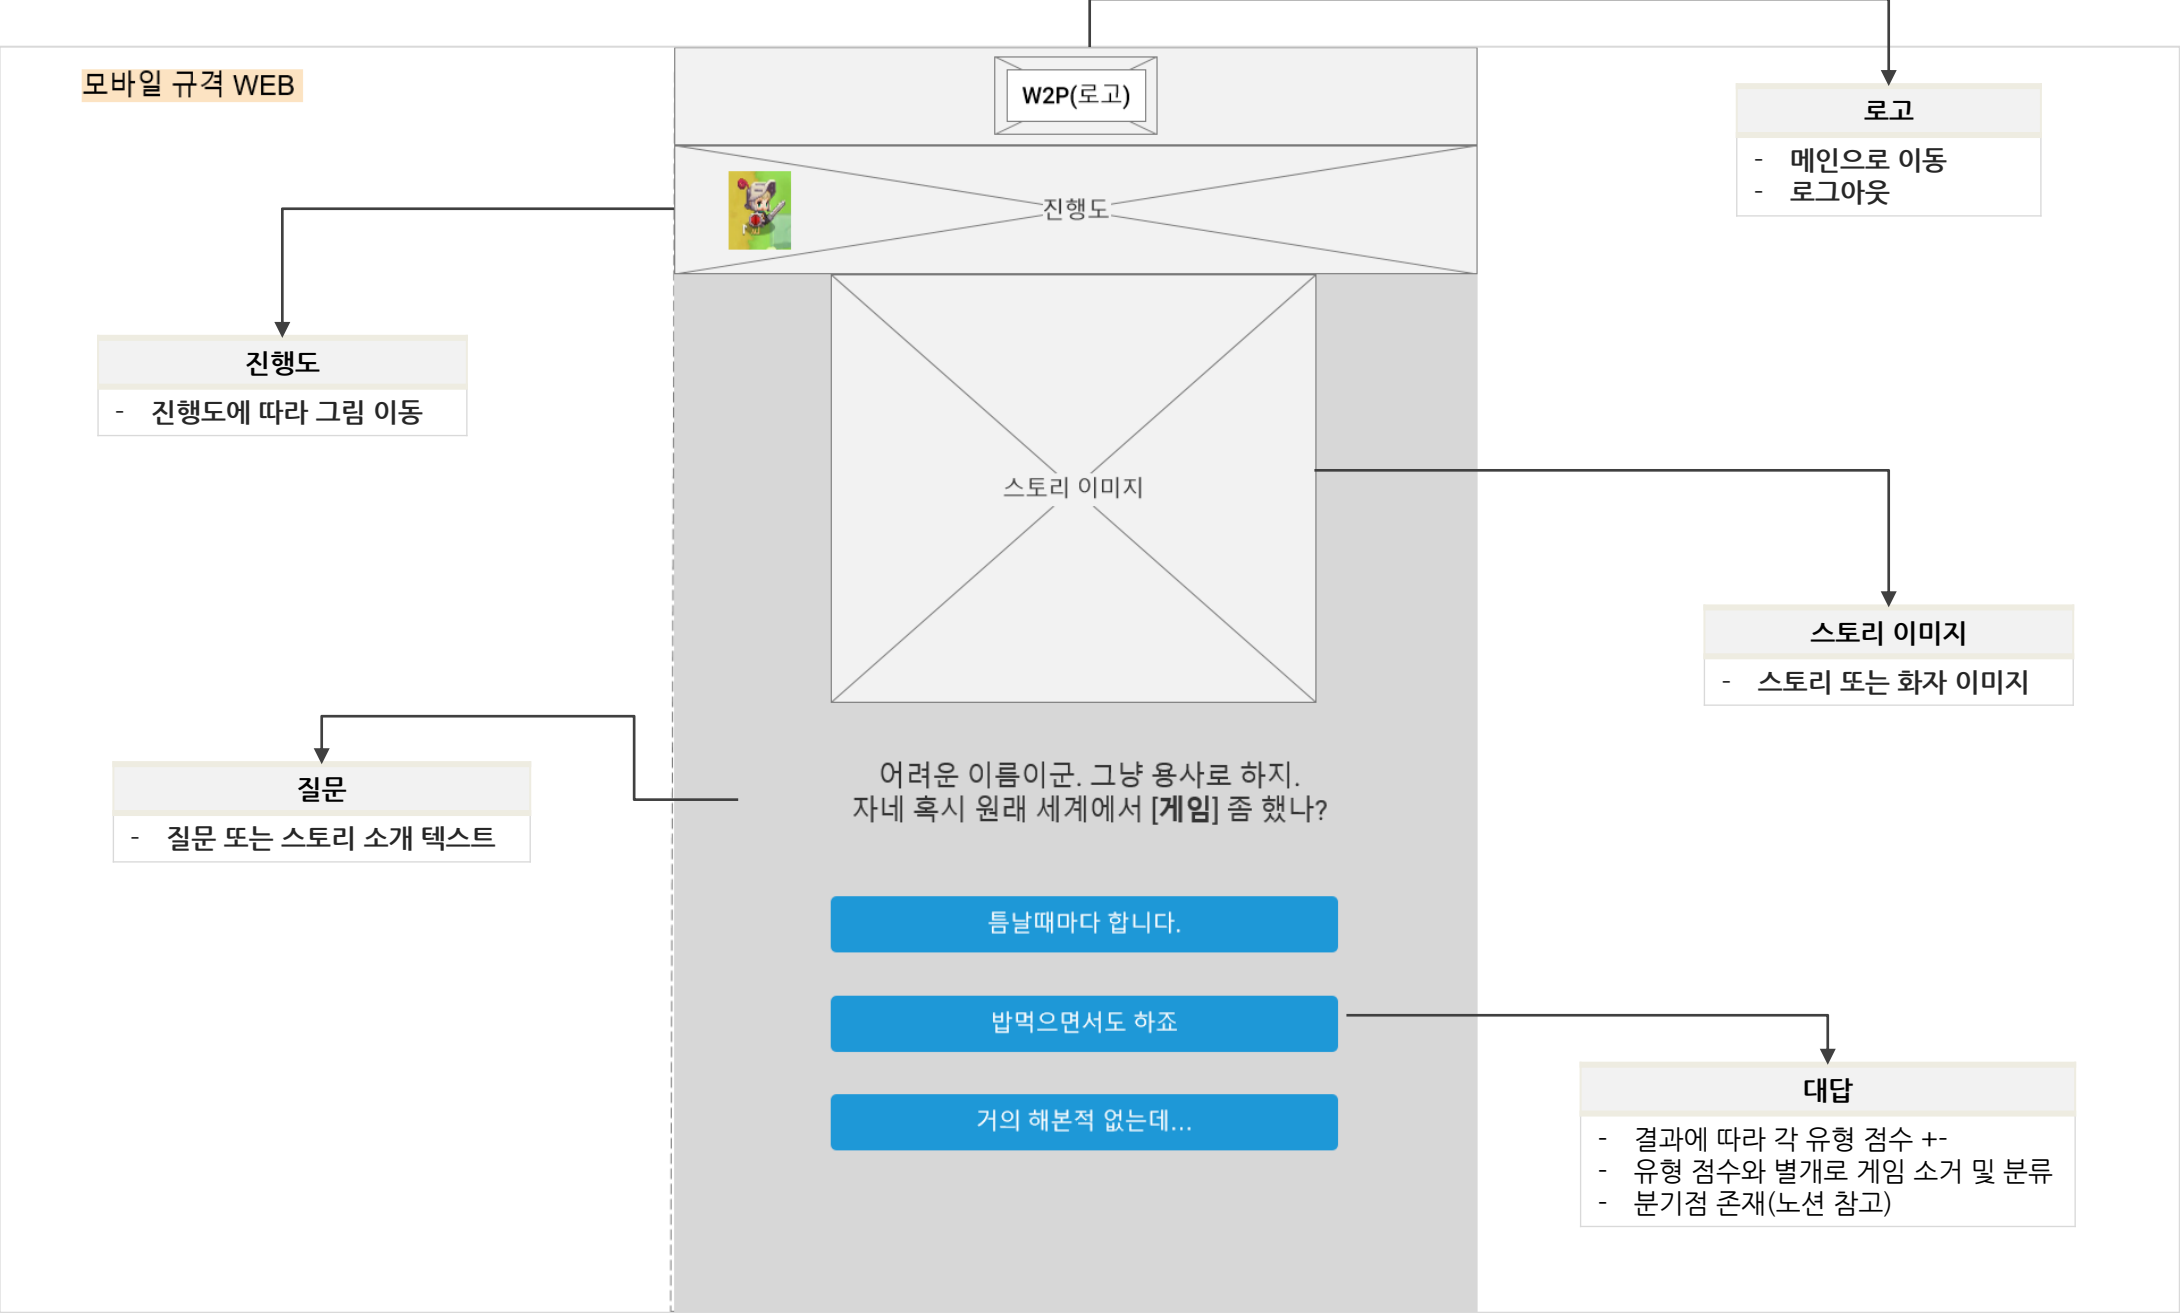 모바일 규격 WEB
W2P(로고)
로고
- 메인으로 이동
- 로그아웃
진행도
진행도
- 진행도에 따라 그림 이동
스토리 이미지
스토리 이미지
- 스토리 또는 화자 이미지
질문
- 질문 또는 스토리 소개 텍스트
어려운 이름이군. 그냥 용사로 하지.
자네 혹시 원래 세계에서 [게임] 좀 했나?
틈날때마다 합니다.
밥먹으면서도 하죠
거의 해본적 없는데...
대답
- 결과에 따라 각 유형 점수 +-
- 유형 점수와 별개로 게임 소거 및 분류
- 분기점 존재(노션 참고)